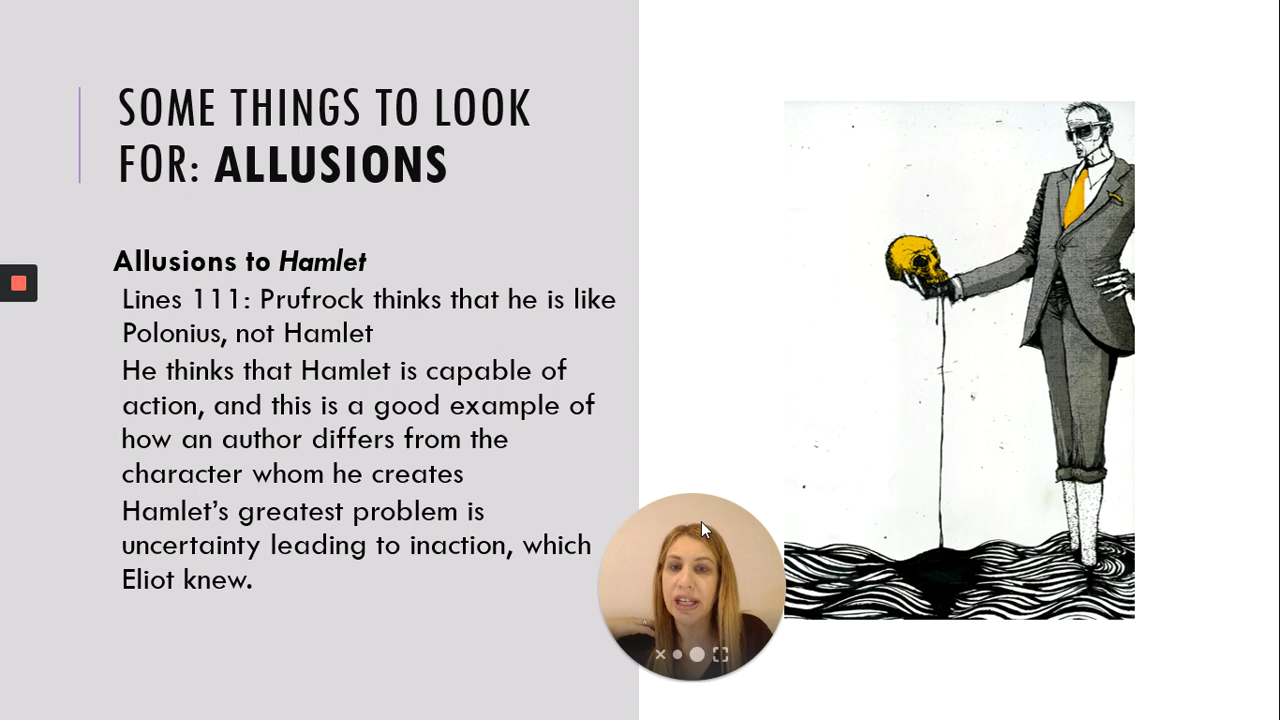 SOME THINGS TO LOOK
FOR: ALLUSIONS
Allusions to Hamlet
Lines 111: Prufrock thinks that he is like
Polonius, not Hamlet
He thinks that Hamlet is capable of
action, and this is a good example of
how an author differs from the
character whom he creates
Hamlet’s greatest problem is
uncertainty leading to inaction, which
Eliot knew.